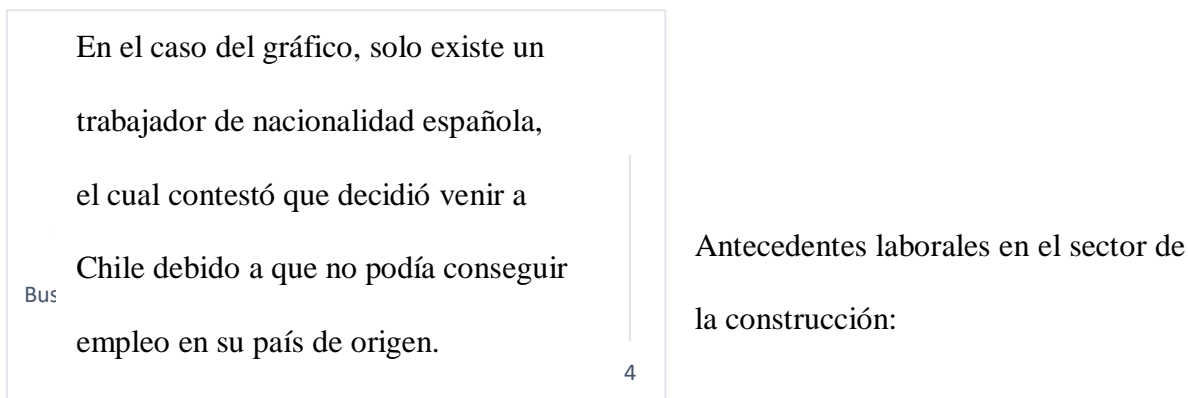 En el caso del gráfico, solo existe un
trabajador de nacionalidad española,
el cual contestó que decidió venir a
Chile debido a que no podía conseguir
Bus
empleo en su país de origen.
4
Antecedentes laborales en el sector de
la construcción: